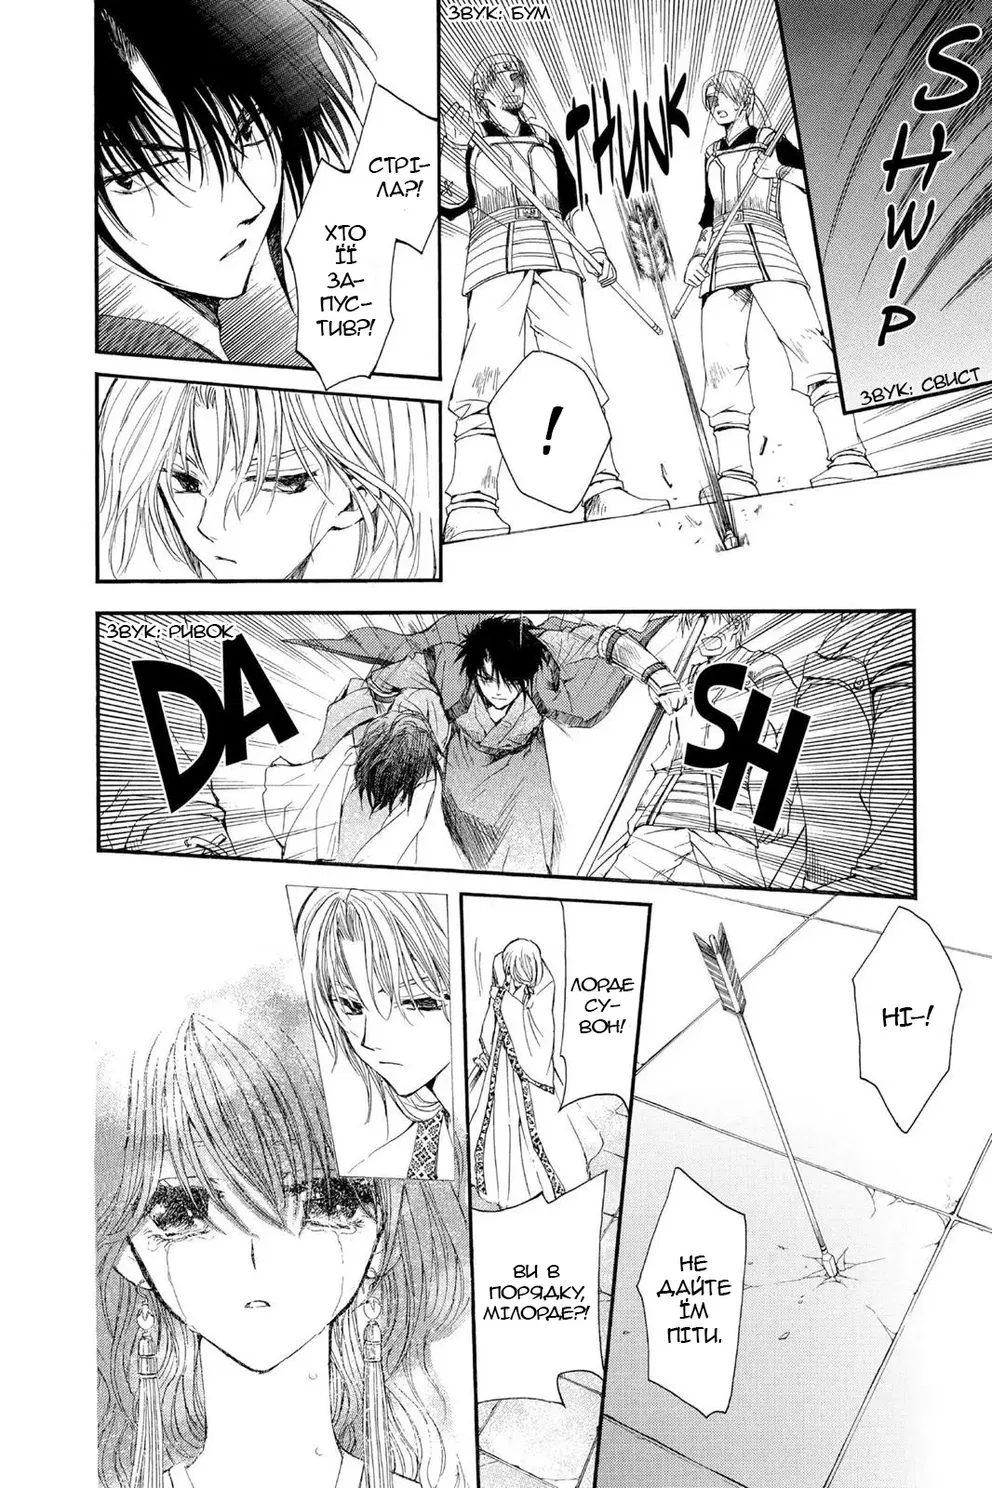 SHWIP
ЗВУК: СВИСТ
ЗВУК: БУМ
THUNK
!
СТРІ-
ЛА?!
ХТО
ЇЇ
ЗА-
ПУС-
ТИВ?!
ЗВУК: РИВОК
DA
SH
НІ-!
НЕ
ДАЙТЕ
ЇМ
ПІТИ.
ЛОРДЕ
СУ-
ВОН!
ВИ В
ПОРЯДКУ,
МІЛОРДЕ?!